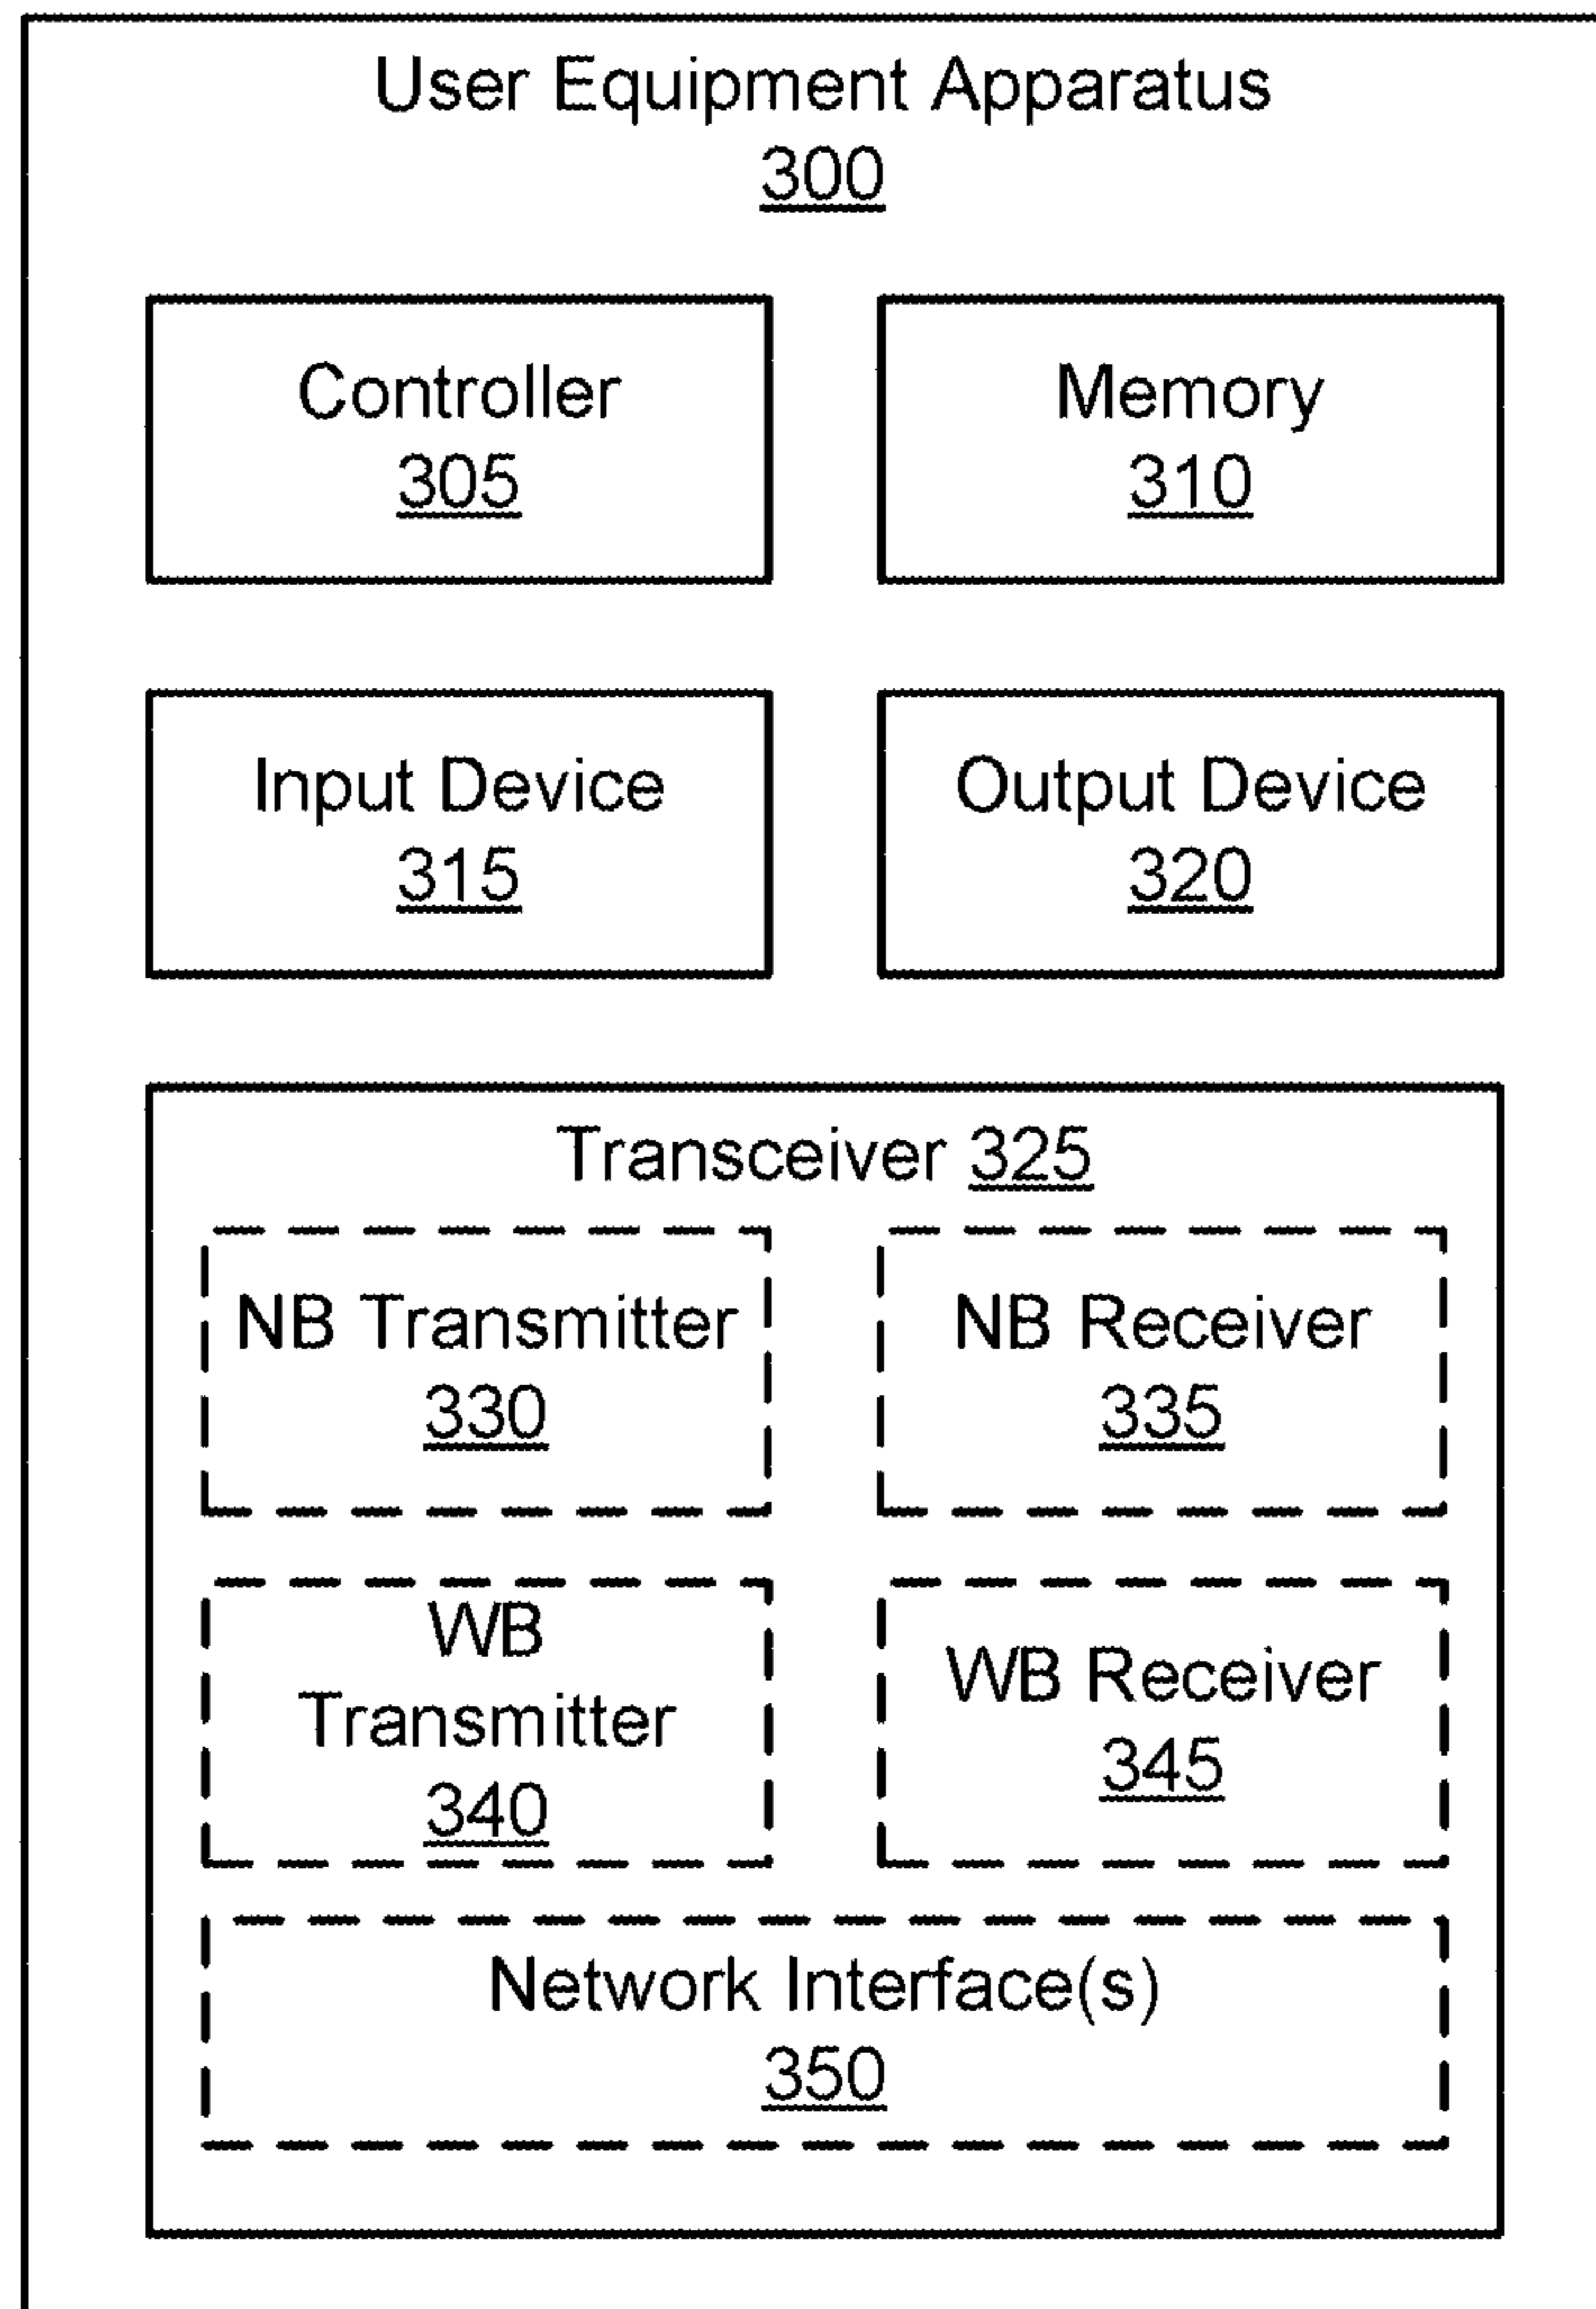 User Equipment Apparatus
300
Controller
305
Memory
310
Input Device
315
Output Device
320
Transceiver 325
NB Transmitter
330
NB Receiver
335
WB
Transmitter
340
WB Receiver
345
Network Interface(s)
350